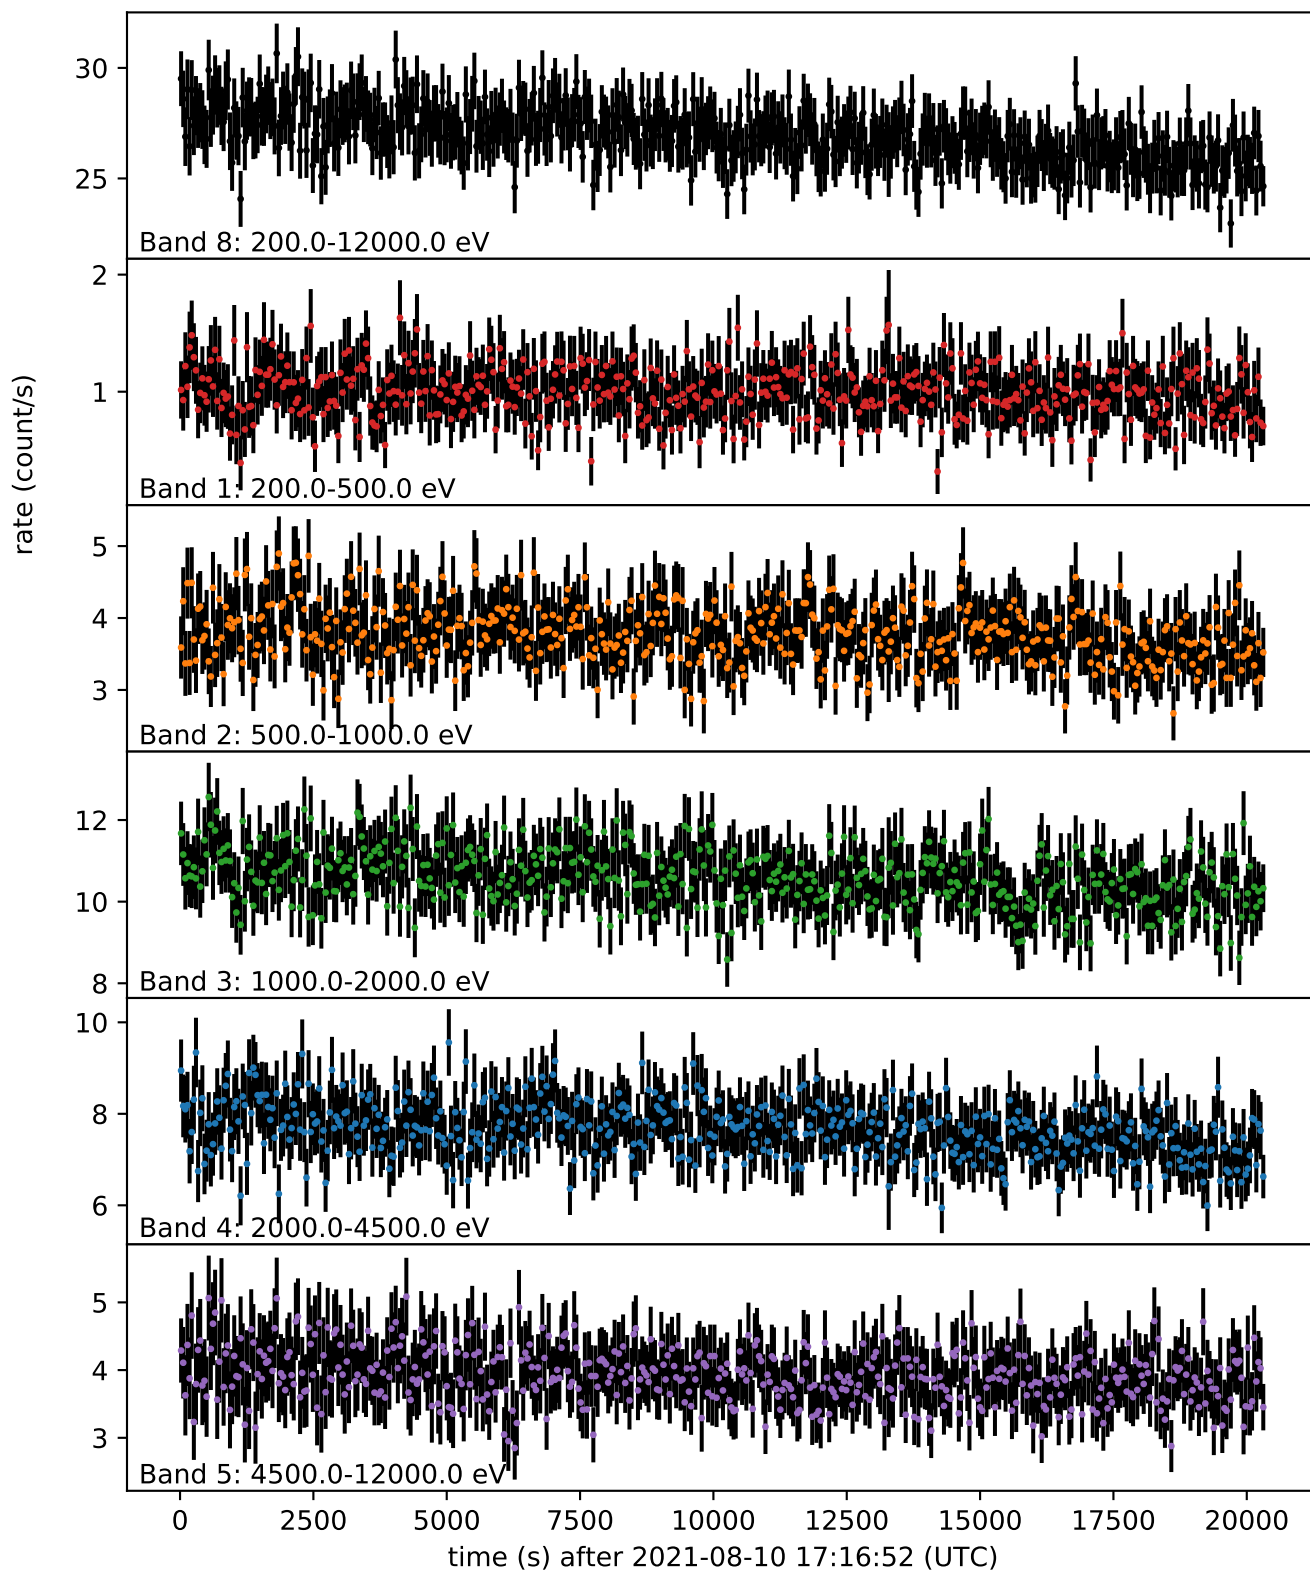 30
25
Band 8: 200.0-12000.0 eV
2
1
Band 1: 200.0-500.0 eV
rate (count/s)
5
4
3
Band 2: 500.0-1000.0 eV
12
10
8
Band 3: 1000.0-2000.0 eV
10
8
6
Band 4: 2000.0-4500.0 eV
5
4
3
Band 5: 4500.0-12000.0 eV
0 2500 5000 7500 10000 12500 15000 17500 20000
time (s) after 2021-08-10 17:16:52 (UTC)